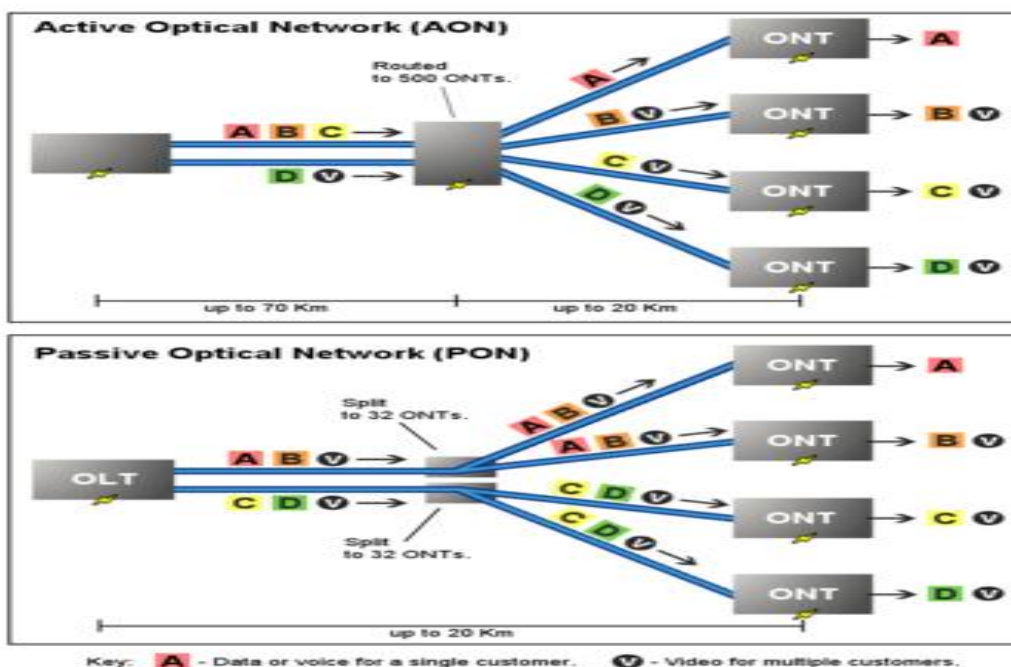 Active Optical Network (AON)
Routed
to 500 ONTs.
A B C
D V
A
B V
C V
D V
ONT A
ONT B V
ONT C V
ONT D V
up to 70 Km
up to 20 Km
Passive Optical Network (PON)
Split
to 32 ONTs.
OLT
A B V
C D V
Split
to 32 ONTs.
A B V
A B V
C D V
C D V
ONT A
ONT B V
ONT C V
ONT D V
up to 20 Km
Key: A - Data or voice for a single customer. V - Video for multiple customers.